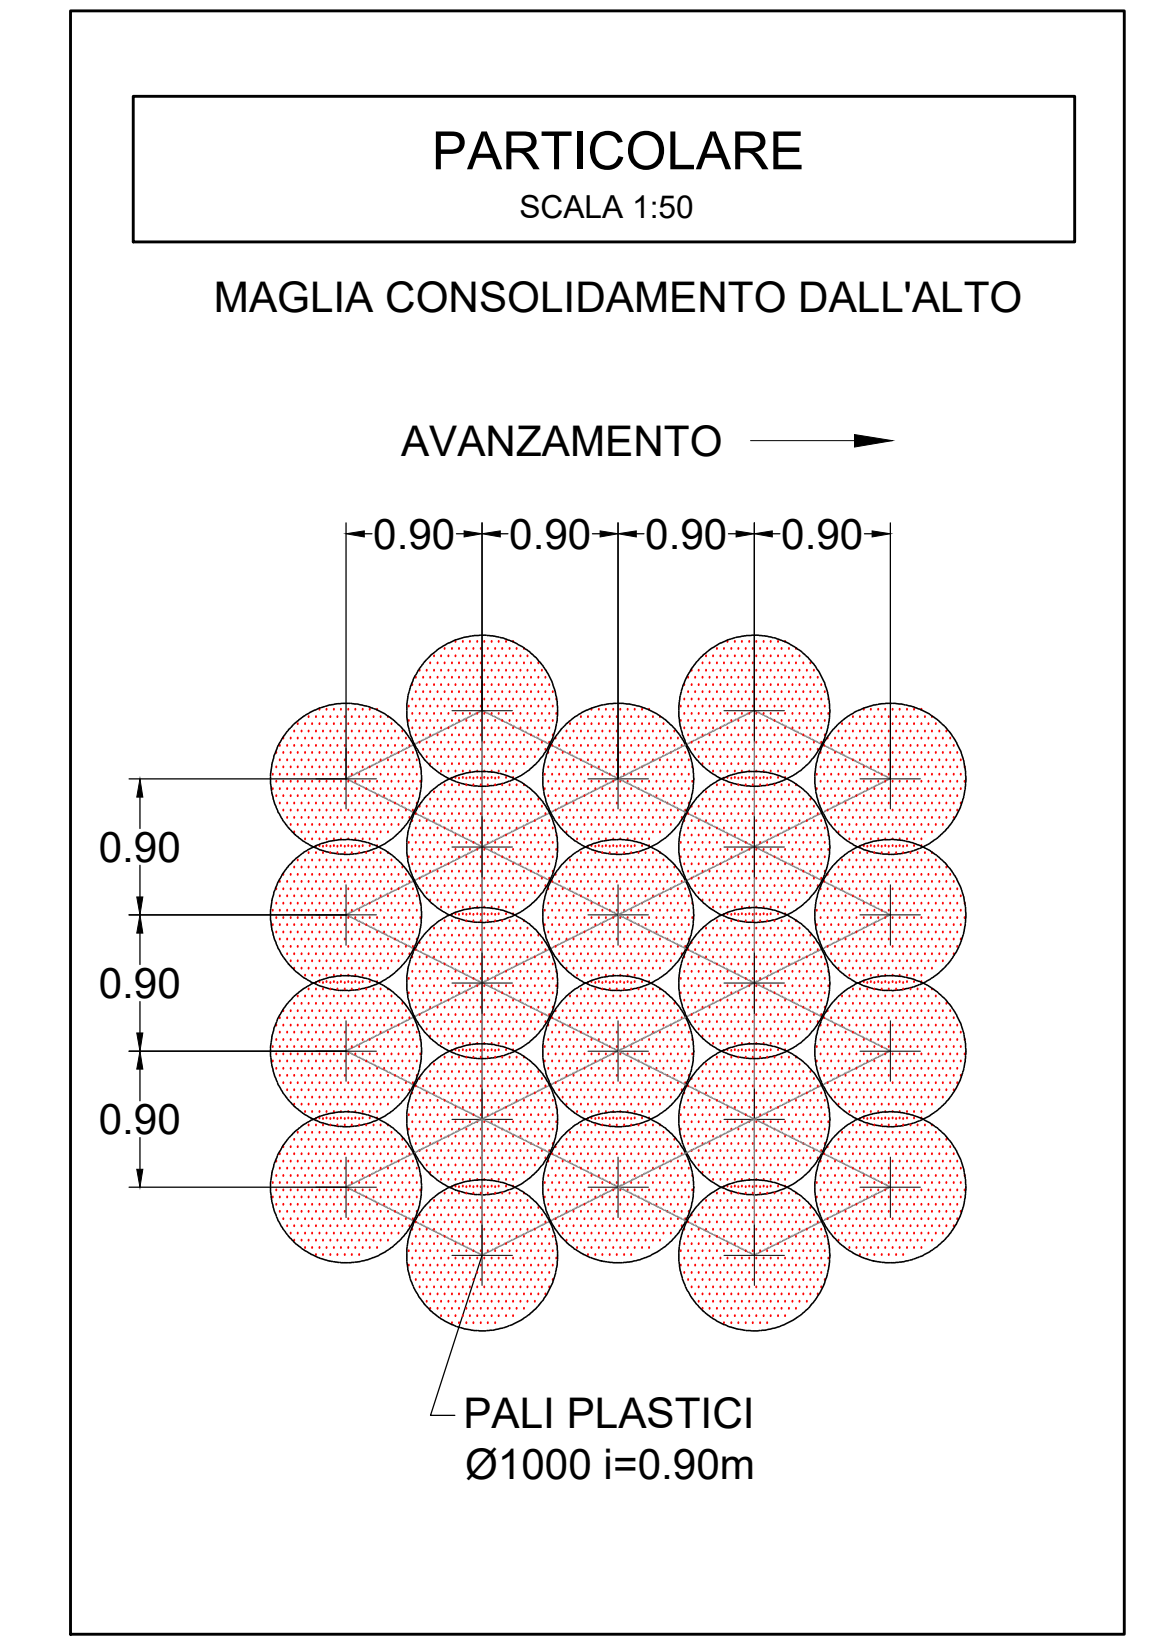 PARTICOLARE
SCALA 1:50
MAGLIA CONSOLIDAMENTO DALL'ALTO
AVANZAMENTO
0.90 0.90 0.90 0.90
0.90
0.90
0.90
PALI PLASTICI
Ø1000 i=0.90m